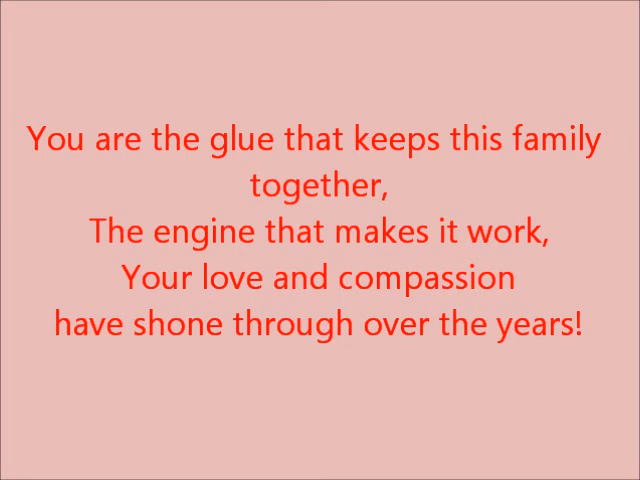 You are the glue that keeps this family
together,
The engine that makes it work,
Your love and compassion
have shone through over the years!